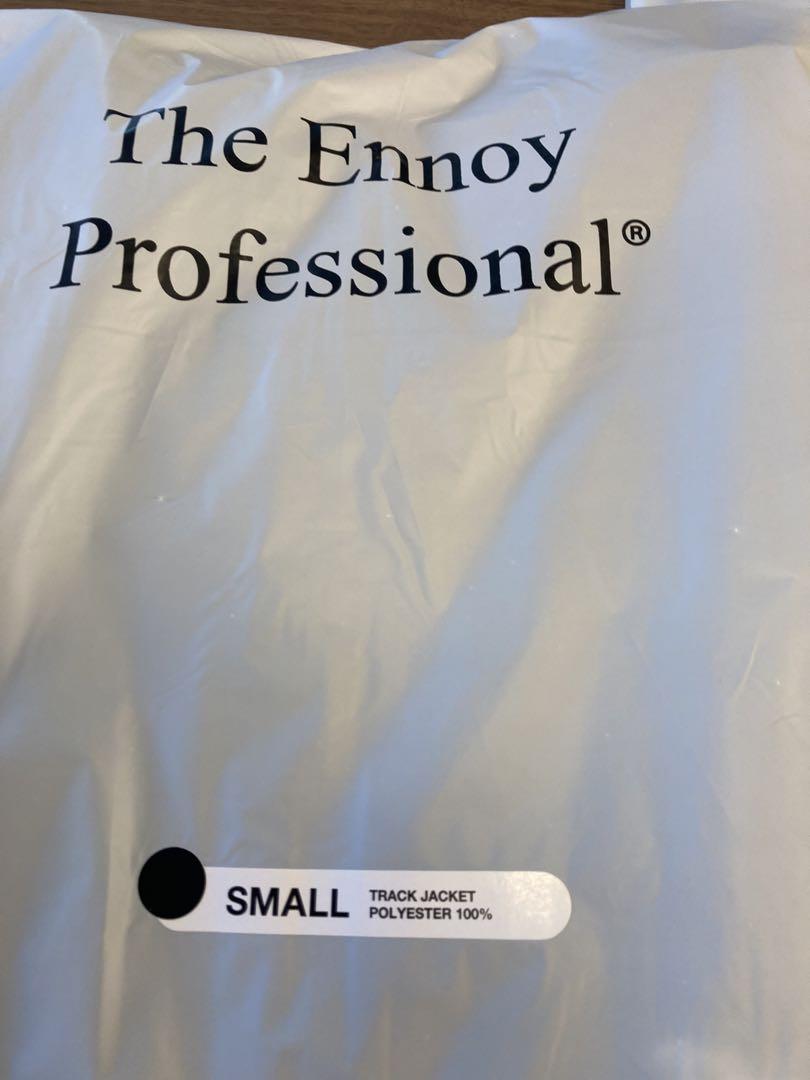 The Ennoy
Professional®
SMALL
TRACK JACKET
POLYESTER 100%